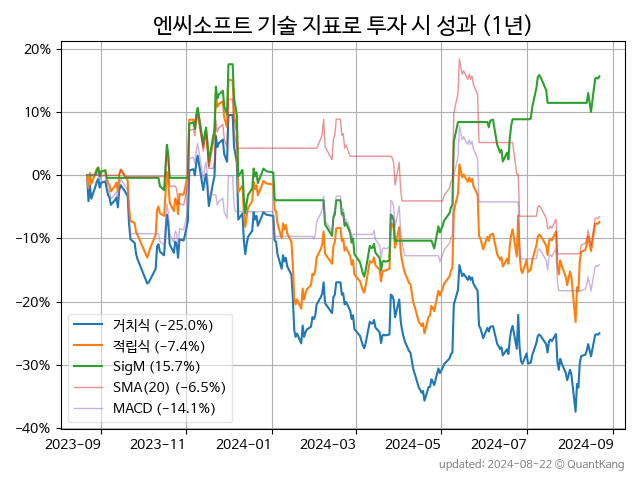 엔씨소프트 기술 지표로 투자 시 성과 (1년)
20%
10%
0%
−10%
−20%
−30%
−40%
거치식 (−25.0%)
적립식 (−7.4%)
SigM (15.7%)
SMA(20) (−6.5%)
MACD (−14.1%)
2023-09 2023-11 2024-01 2024-03 2024-05 2024-07 2024-09
updated: 2024-08-22 © QuantKang